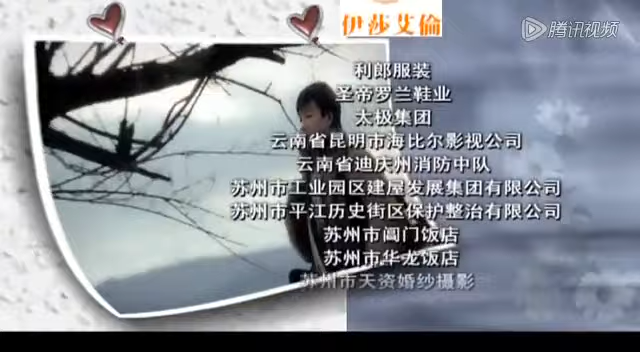 伊莎艾倫
腾讯视频
利郎服装
圣帝罗兰鞋业
太极集团
云南省昆明市海比尔影视公司
云南省迪庆州消防中队
苏州市工业园区建屋发展集团有限公司
苏州市平江历史街区保护整治有限公司
苏州市阊门饭店
苏州市华龙饭店
苏州市天资婚纱摄影